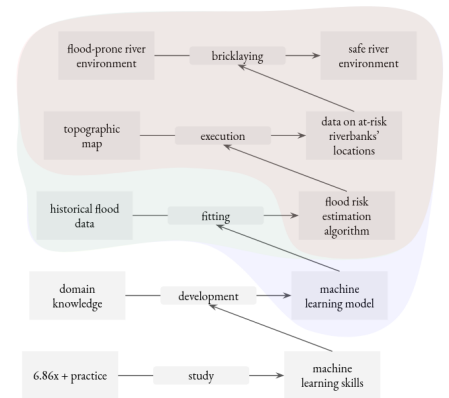 flood-prone river
environment
bricklaying
safe river
environment
topographic
map
execution
data on at-risk
riverbanks'
locations
historical flood
data
fitting
flood risk
estimation
algorithm
domain
knowledge
development
machine
learning model
6.86x + practice
study
machine
learning skills